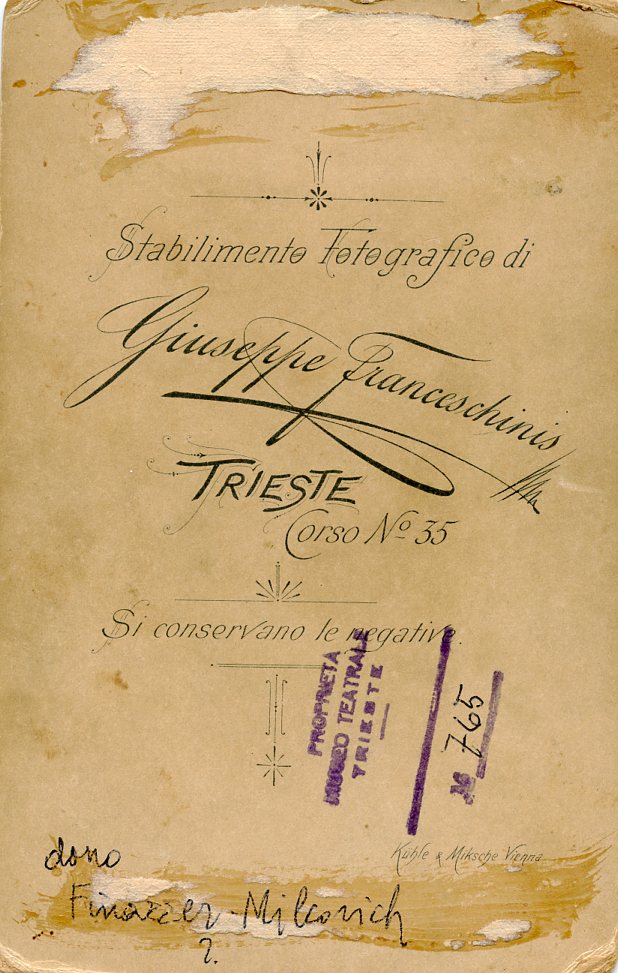 Stabilimento Fotografico di
Giuseppe Franceschinis
TRIESTE
Corso Nº 35
Si conservano le negative.
PROPRIETA
MUSEO TEATRALE
TRIESTE
№ 765
Kühle & Miksche Vienna
dono
Finazzer-Milcovich
?